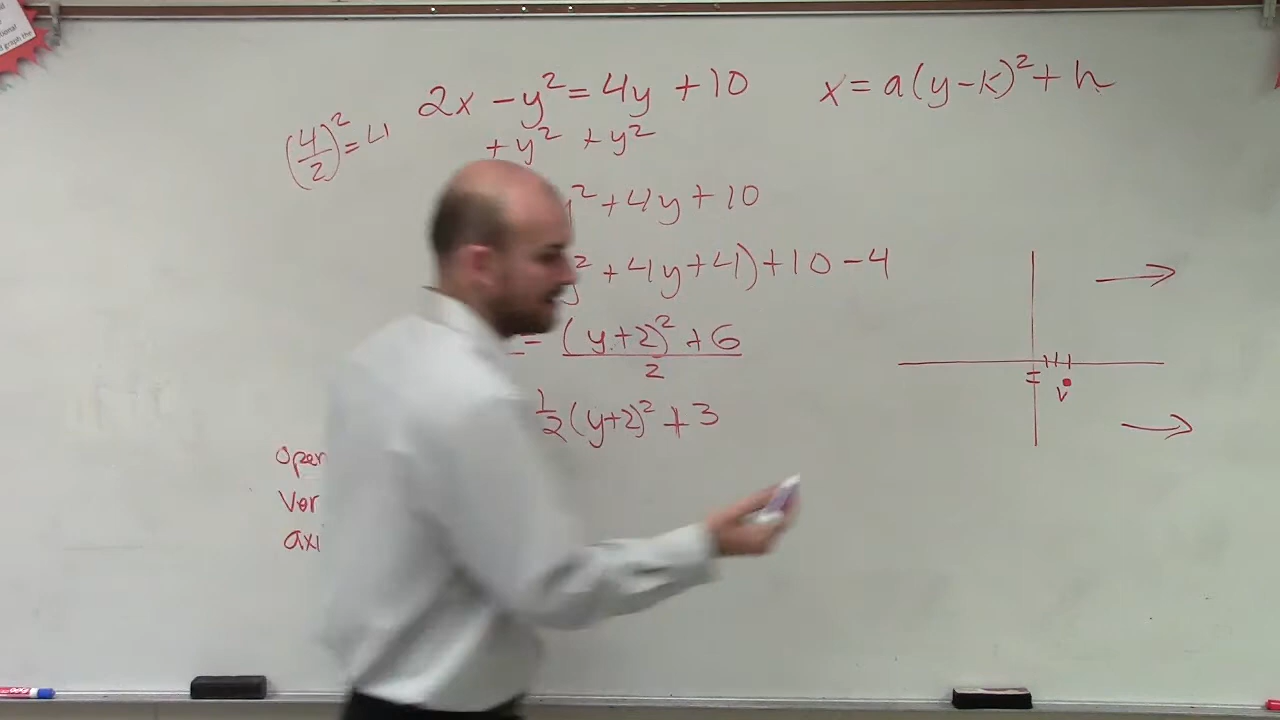 2x - y² = 4y + 10
x = a(y-k)² + h
(4/2)² = 4
+ y² + y²
² + 4y + 10
² + 4y + 4) + 10 - 4
= (y+2)² + 6
2
1/2 (y+2)² + 3
V
Open
Ver
axi